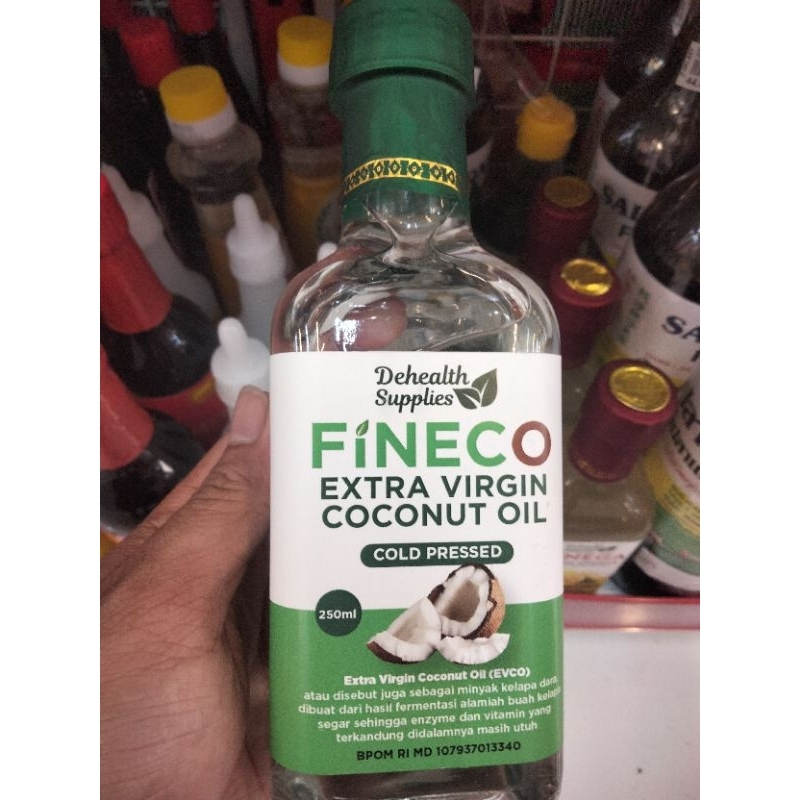 Dehealth
Supplies
FiNECO
EXTRA VIRGIN
COCONUT OIL
COLD PRESSED
250ml
Extra Virgin Coconut Oil (EVCO)
atau disebut juga sebagai minyak kelapa dara,
dibuat dari hasil fermentasi alamiah buah kelapa
segar sehingga enzyme dan vitamin yang
terkandung didalamnya masih utuh
BPOM RI MD 107937013340